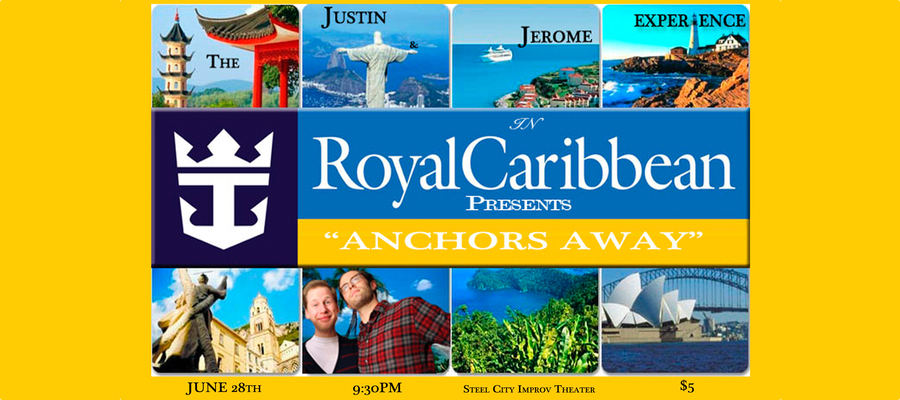 The Justin & Jerome EXPERIENCE
IN
RoyalCaribbean
Presents
“ANCHORS AWAY”
JUNE 28TH 9:30PM Steel City Improv Theater $5